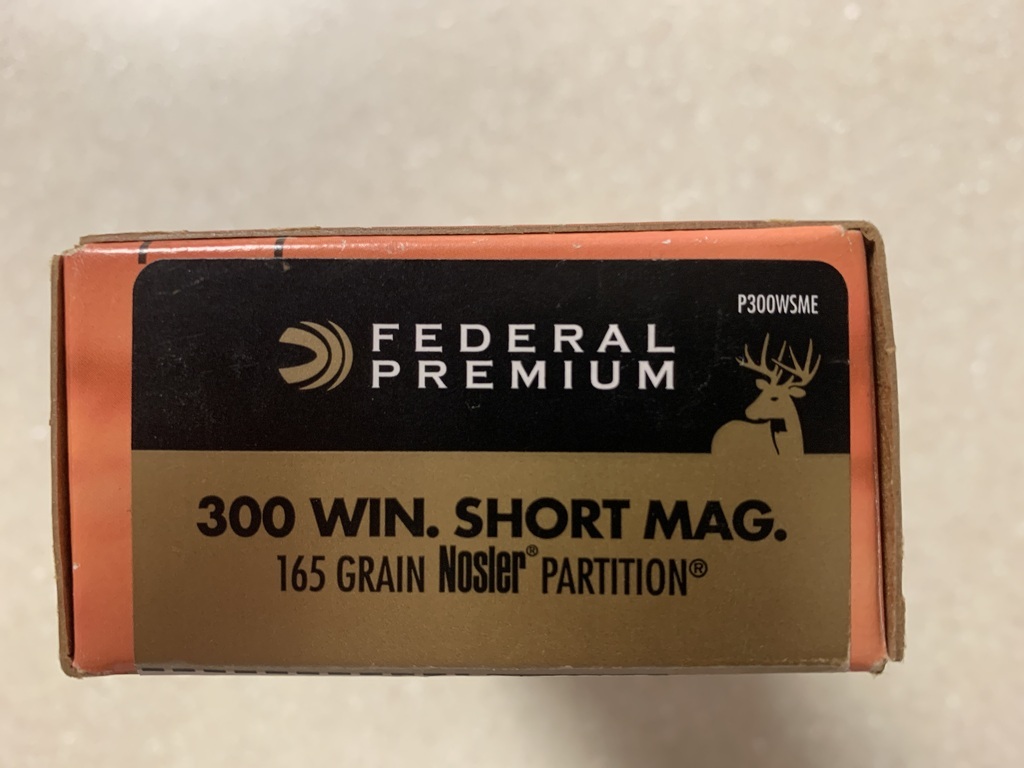 P300WSME
FEDERAL
PREMIUM
300 WIN. SHORT MAG.
165 GRAIN Nosler® PARTITION®